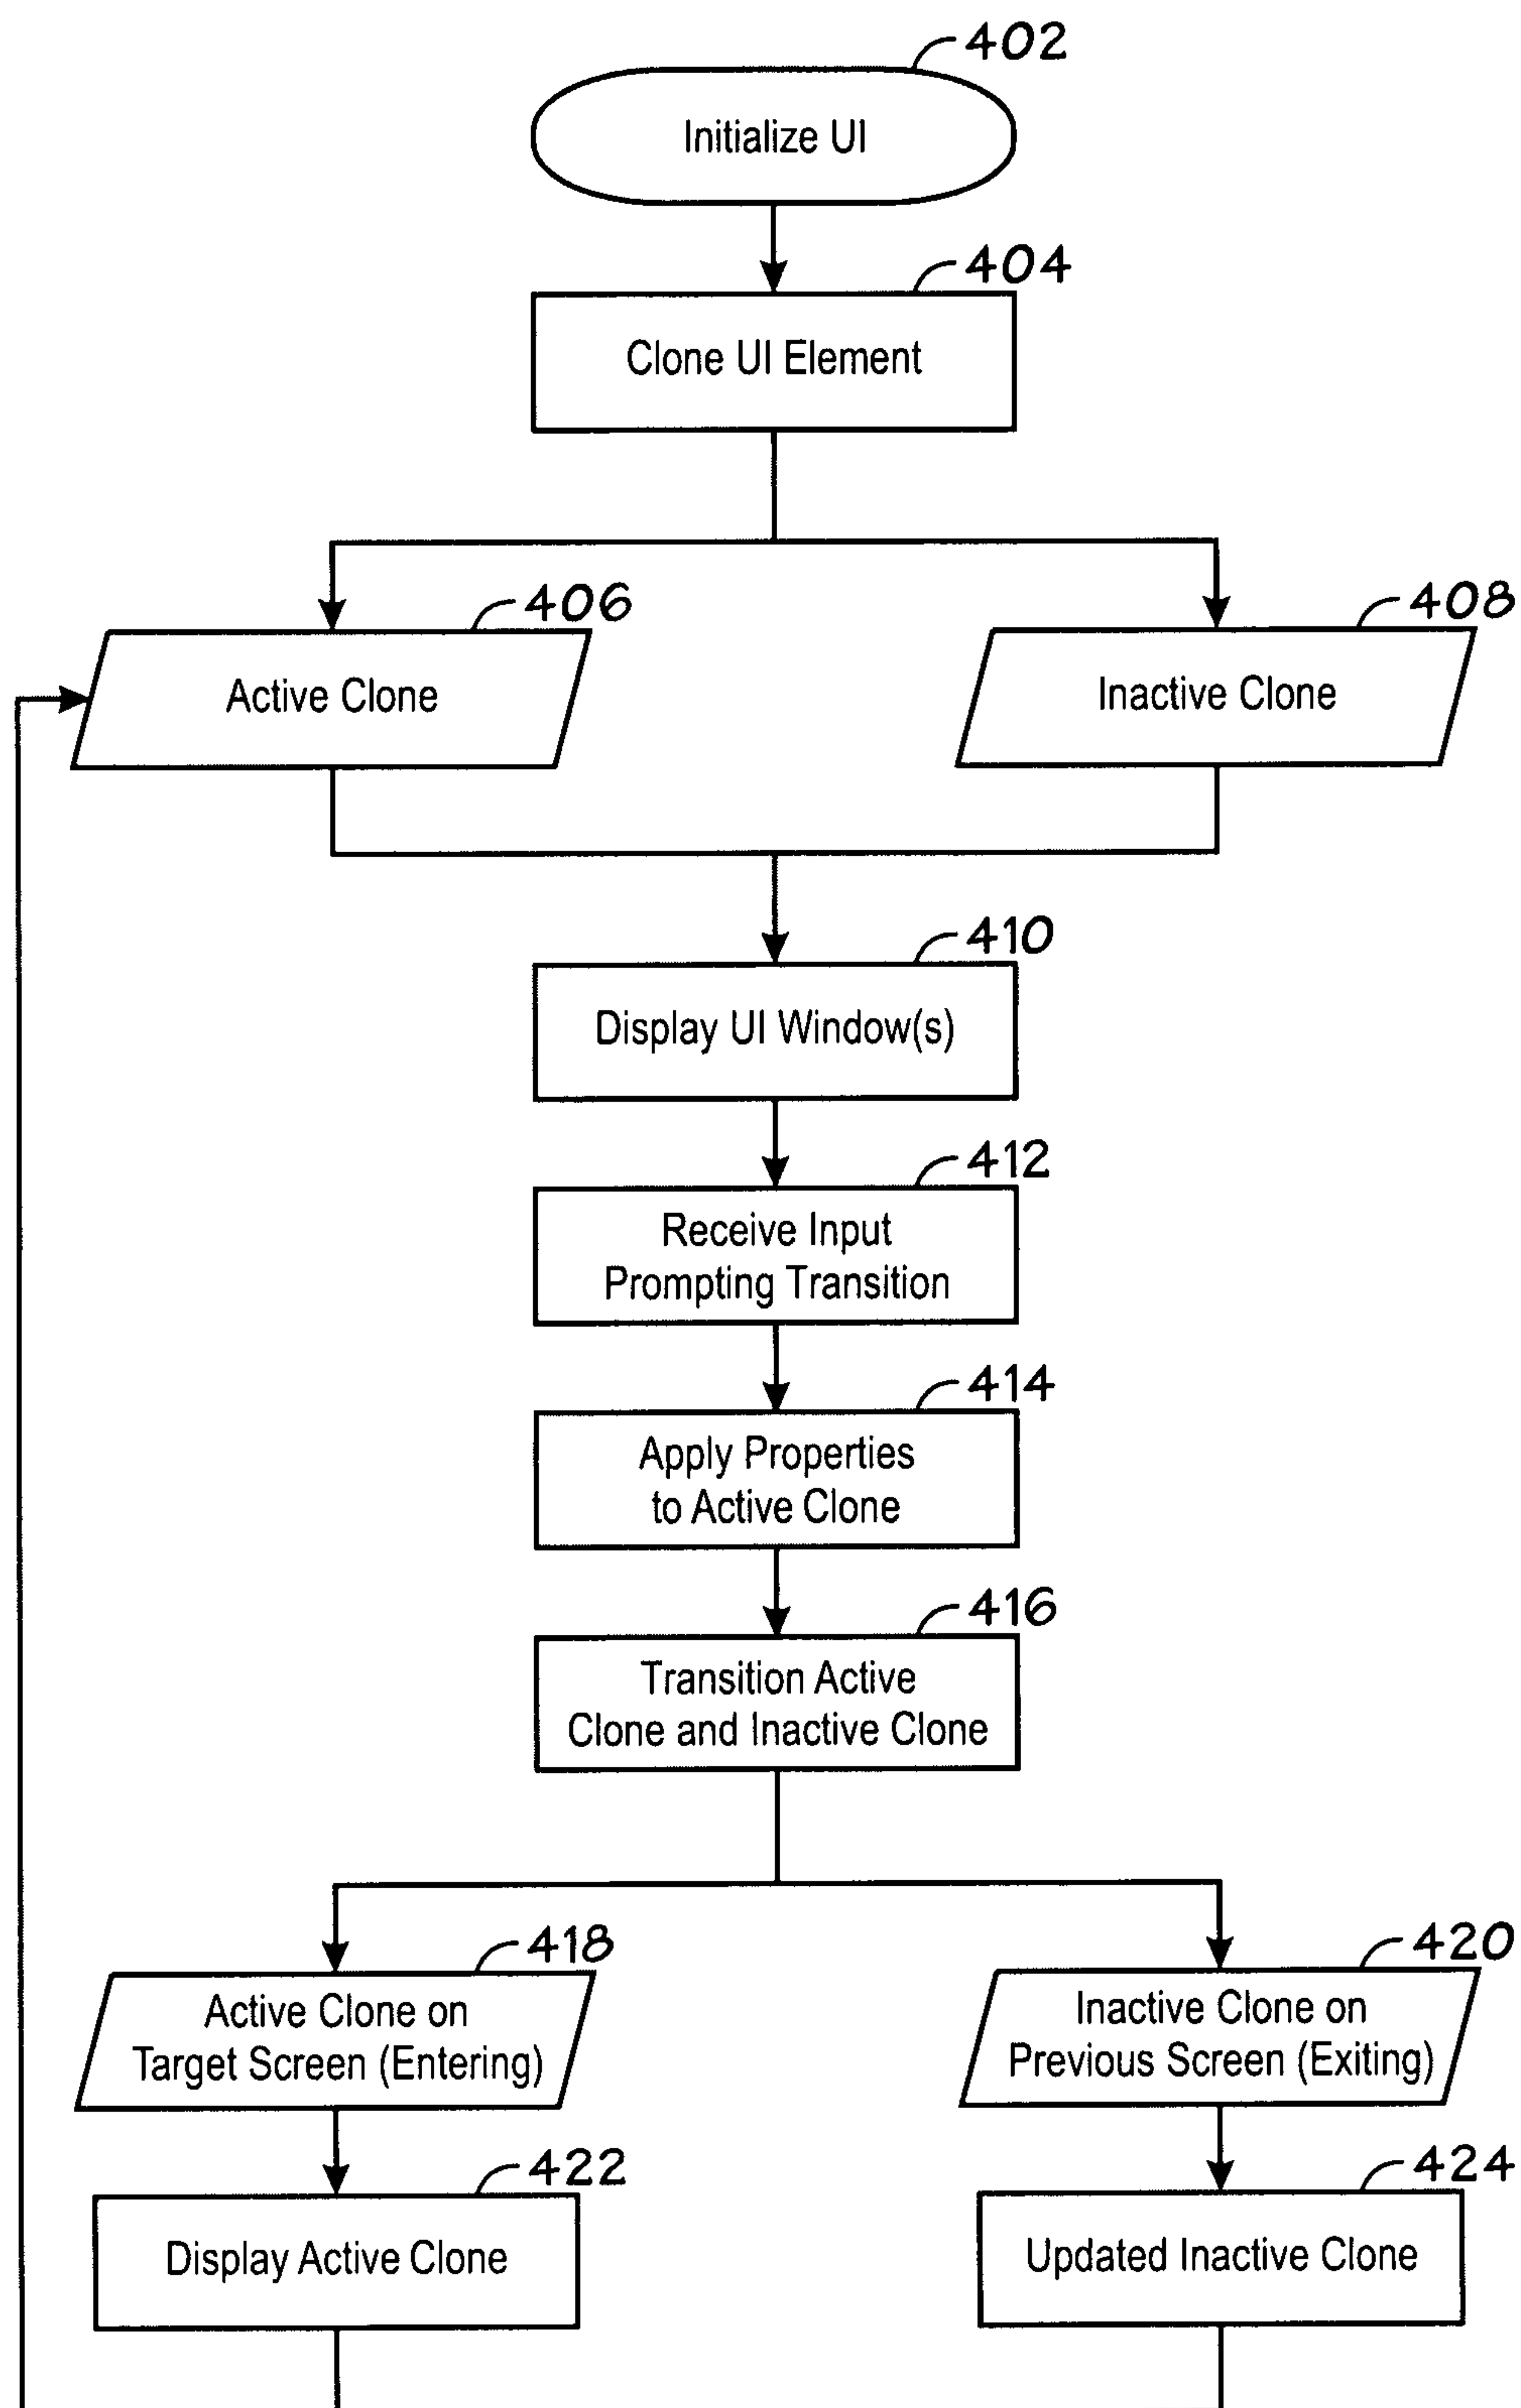 402
Initialize UI
404
Clone UI Element
406
Active Clone
408
Inactive Clone
410
Display UI Window(s)
412
Receive Input
Prompting Transition
414
Apply Properties
to Active Clone
416
Transition Active
Clone and Inactive Clone
418
Active Clone on
Target Screen (Entering)
420
Inactive Clone on
Previous Screen (Exiting)
422
Display Active Clone
424
Updated Inactive Clone